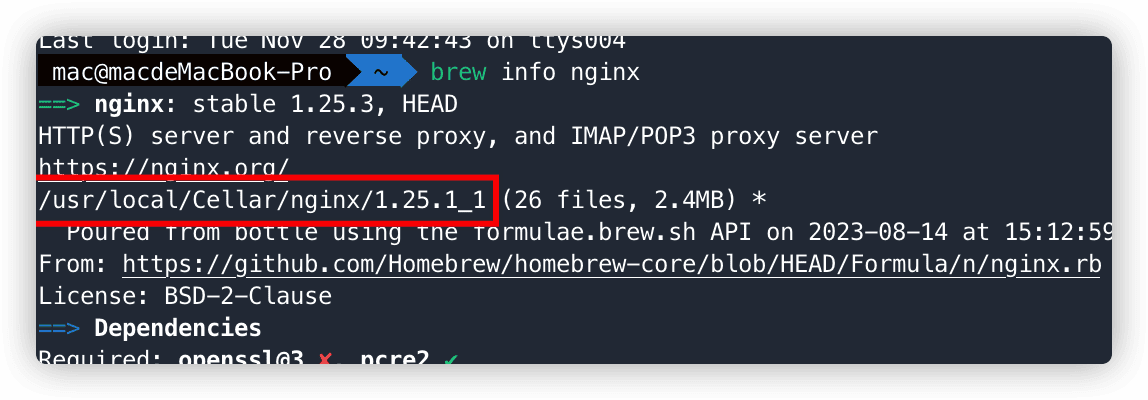 Last login: Tue Nov 28 09:42:43 on ttys004
mac@macdeMacBook-Pro ~ brew info nginx
==> nginx: stable 1.25.3, HEAD
HTTP(S) server and reverse proxy, and IMAP/POP3 proxy server
https://nginx.org/
/usr/local/Cellar/nginx/1.25.1_1 (26 files, 2.4MB) *
Poured from bottle using the formulae.brew.sh API on 2023-08-14 at 15:12:59
From: https://github.com/Homebrew/homebrew-core/blob/HEAD/Formula/n/nginx.rb
License: BSD-2-Clause
==> Dependencies
Required: openssl@3 ✘, pcre2 ✔